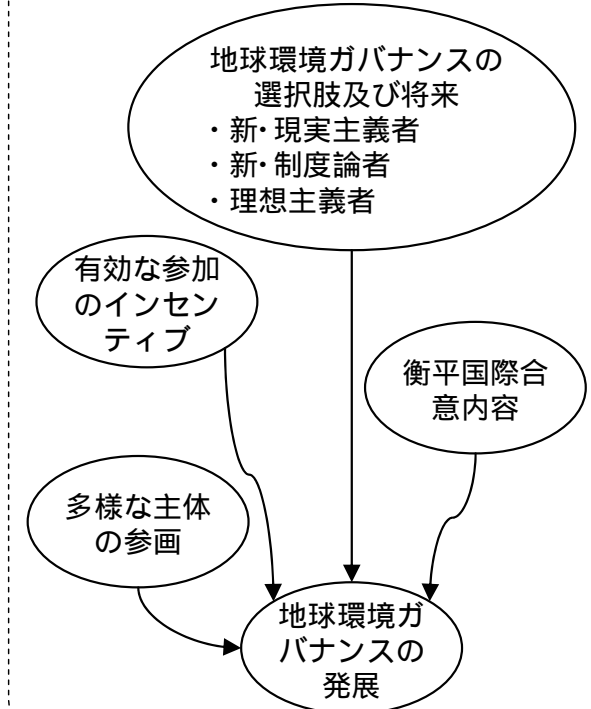 地球環境ガバナンスの
選択肢及び将来
・新・現実主義者
・新・制度論者
・理想主義者
有効な参加
のインセン
ティブ
衡平国際合
意内容
多様な主体
の参画
地球環境ガ
バナンスの
発展